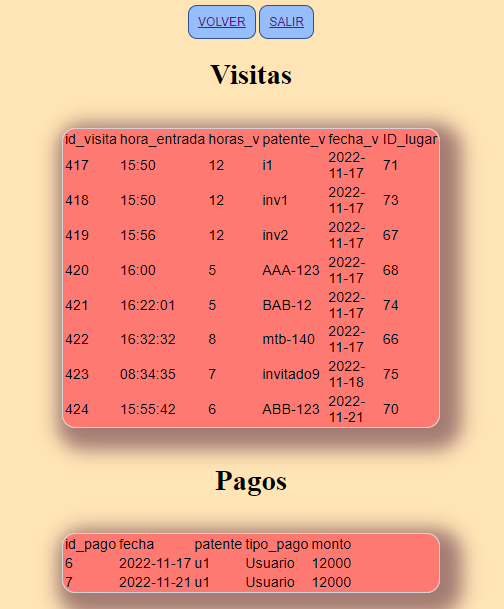 VOLVER SALIR
Visitas
id_visita hora_entrada horas_v patente_v fecha_v ID_lugar
417 15:50 12 i1 2022-11-17 71
418 15:50 12 inv1 2022-11-17 73
419 15:56 12 inv2 2022-11-17 67
420 16:00 5 AAA-123 2022-11-17 68
421 16:22:01 5 BAB-12 2022-11-17 74
422 16:32:32 8 mtb-140 2022-11-17 66
423 08:34:35 7 invitado9 2022-11-18 75
424 15:55:42 6 ABB-123 2022-11-21 70
Pagos
id_pago fecha patente tipo_pago monto
6 2022-11-17 u1 Usuario 12000
7 2022-11-21 u1 Usuario 12000